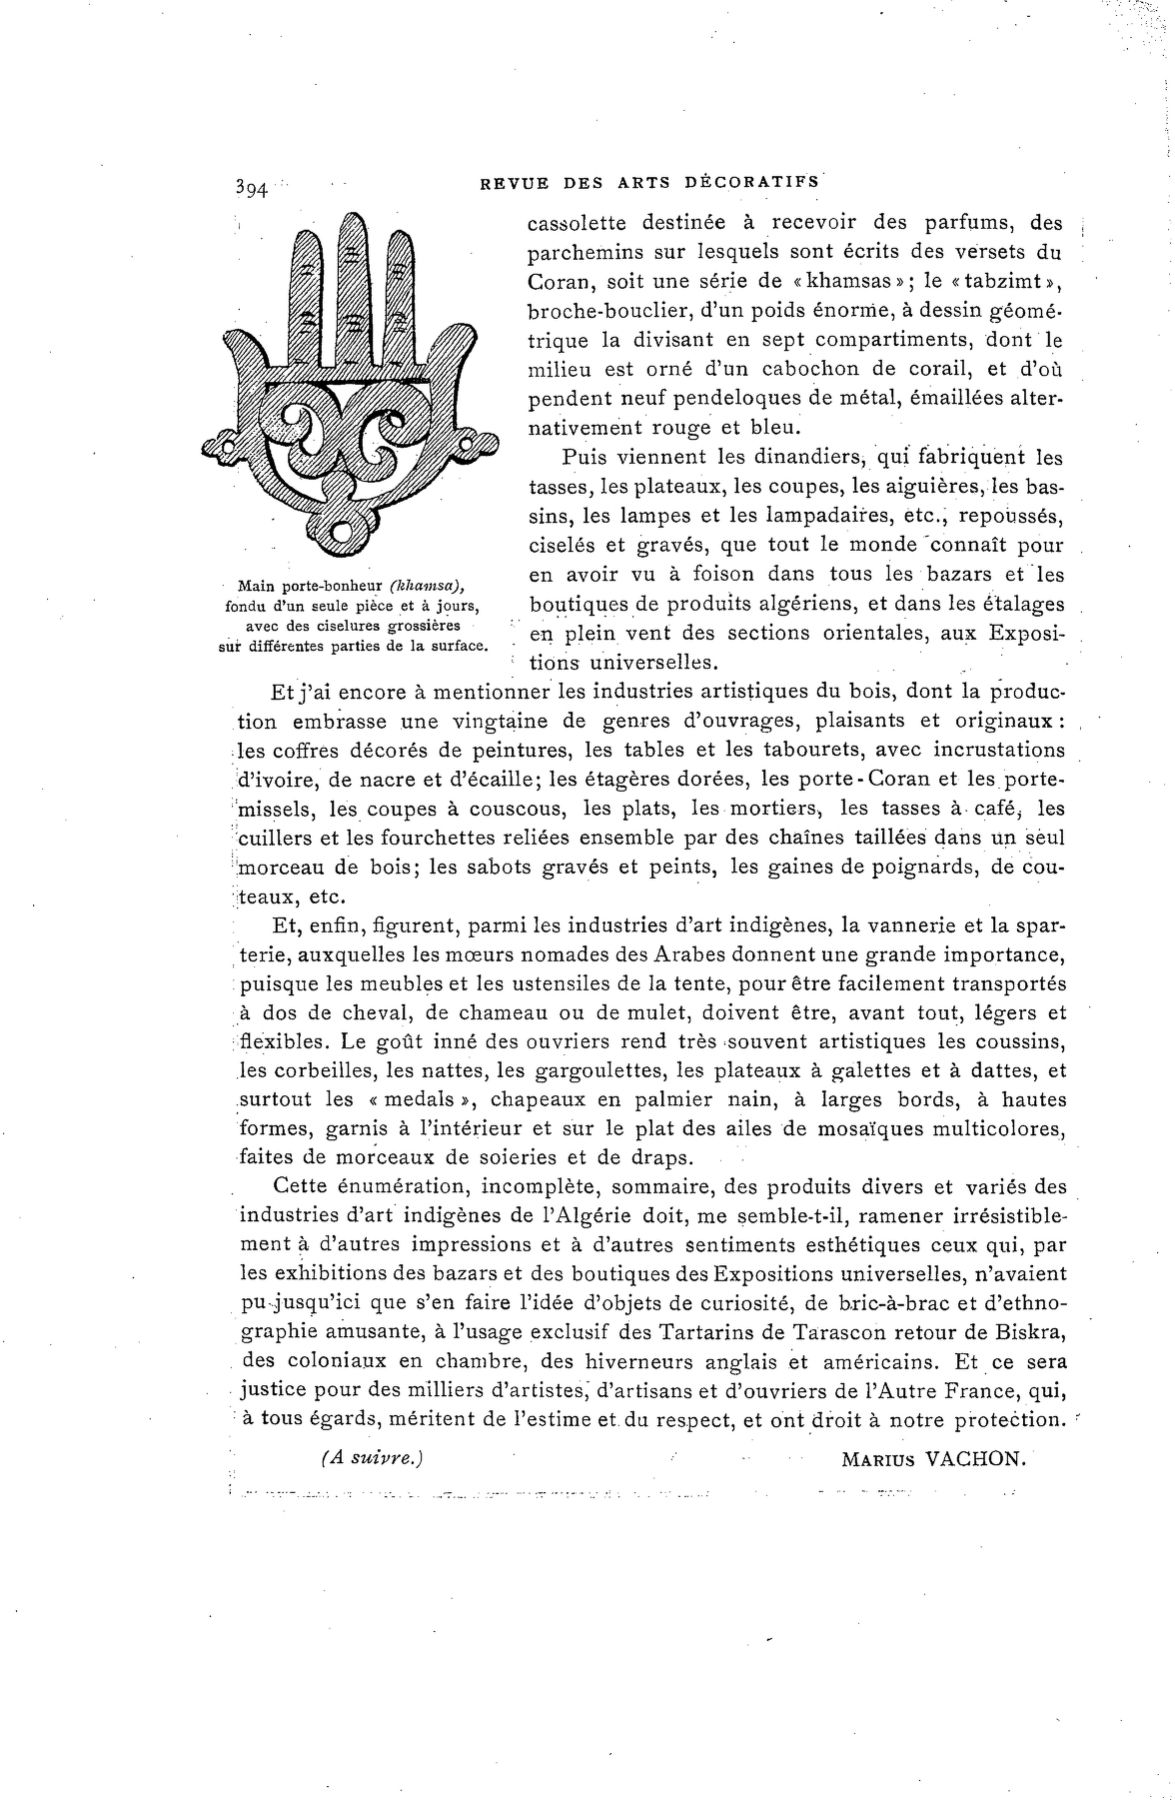 394
REVUE DES ARTS DÉCORATIFS
cassolette destinée à recevoir des parfums, des
parchemins sur lesquels sont écrits des versets du
Coran, soit une série de « khamsas » ; le « tabzimt »,
broche-bouclier, d'un poids énorme, à dessin géomé-
trique la divisant en sept compartiments, dont le
milieu est orné d'un cabochon de corail, et d'où
pendent neuf pendeloques de métal, émaillées alter-
nativement rouge et bleu.
Puis viennent les dinandiers, qui fabriquent les
tasses, les plateaux, les coupes, les aiguières, les bas-
sins, les lampes et les lampadaires, etc., repoussés,
ciselés et gravés, que tout le monde connaît pour
en avoir vu à foison dans tous les bazars et les
boutiques de produits algériens, et dans les étalages
en plein vent des sections orientales, aux Exposi-
tions universelles.
Main porte-bonheur (khamsa),
fondu d'un seule pièce et à jours,
avec des ciselures grossières
sur différentes parties de la surface.
Et j'ai encore à mentionner les industries artistiques du bois, dont la produc-
tion embrasse une vingtaine de genres d'ouvrages, plaisants et originaux :
les coffres décorés de peintures, les tables et les tabourets, avec incrustations
d'ivoire, de nacre et d'écaille; les étagères dorées, les porte-Coran et les porte-
missels, les coupes à couscous, les plats, les mortiers, les tasses à café, les
cuillers et les fourchettes reliées ensemble par des chaînes taillées dans un seul
morceau de bois; les sabots gravés et peints, les gaines de poignards, de cou-
teaux, etc.
Et, enfin, figurent, parmi les industries d'art indigènes, la vannerie et la spar-
terie, auxquelles les mœurs nomades des Arabes donnent une grande importance,
puisque les meubles et les ustensiles de la tente, pour être facilement transportés
à dos de cheval, de chameau ou de mulet, doivent être, avant tout, légers et
flexibles. Le goût inné des ouvriers rend très souvent artistiques les coussins,
les corbeilles, les nattes, les gargoulettes, les plateaux à galettes et à dattes, et
surtout les « medals », chapeaux en palmier nain, à larges bords, à hautes
formes, garnis à l'intérieur et sur le plat des ailes de mosaïques multicolores,
faites de morceaux de soieries et de draps.
Cette énumération, incomplète, sommaire, des produits divers et variés des
industries d'art indigènes de l'Algérie doit, me semble-t-il, ramener irrésistible-
ment à d'autres impressions et à d'autres sentiments esthétiques ceux qui, par
les exhibitions des bazars et des boutiques des Expositions universelles, n'avaient
pu jusqu'ici que s'en faire l'idée d'objets de curiosité, de bric-à-brac et d'ethno-
graphie amusante, à l'usage exclusif des Tartarins de Tarascon retour de Biskra,
des coloniaux en chambre, des hiverneurs anglais et américains. Et ce sera
justice pour des milliers d'artistes, d'artisans et d'ouvriers de l'Autre France, qui,
à tous égards, méritent de l'estime et du respect, et ont droit à notre protection.
(A suivre.)
MARIUS VACHON.